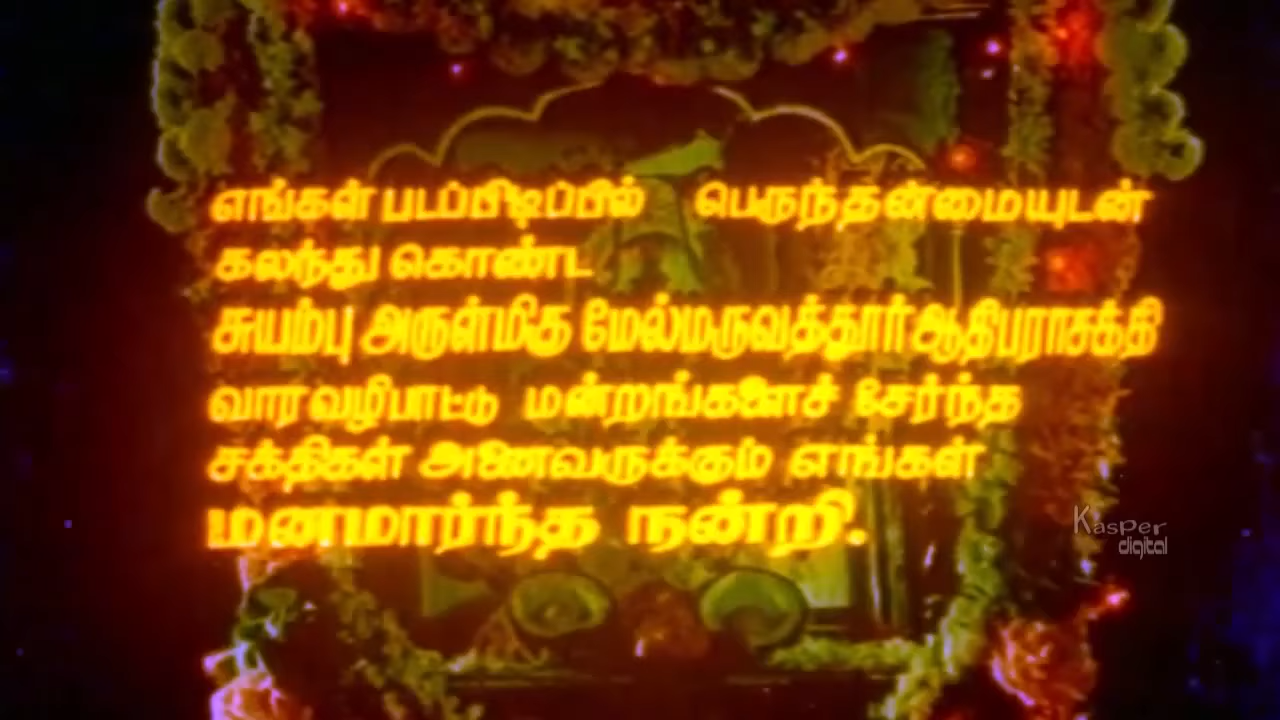 எங்கள் படப்பிடிப்பில் பெருந்தன்மையுடன்
கலந்து கொண்ட
சுயம்பு அருள்மிகு மேல்மருவத்தூர் ஆதிபராசக்தி
வார வழிபாட்டு மன்றங்களைச் சேர்ந்த
சக்திகள் அனைவருக்கும் எங்கள்
மனமார்ந்த நன்றி.
Kasper
digital